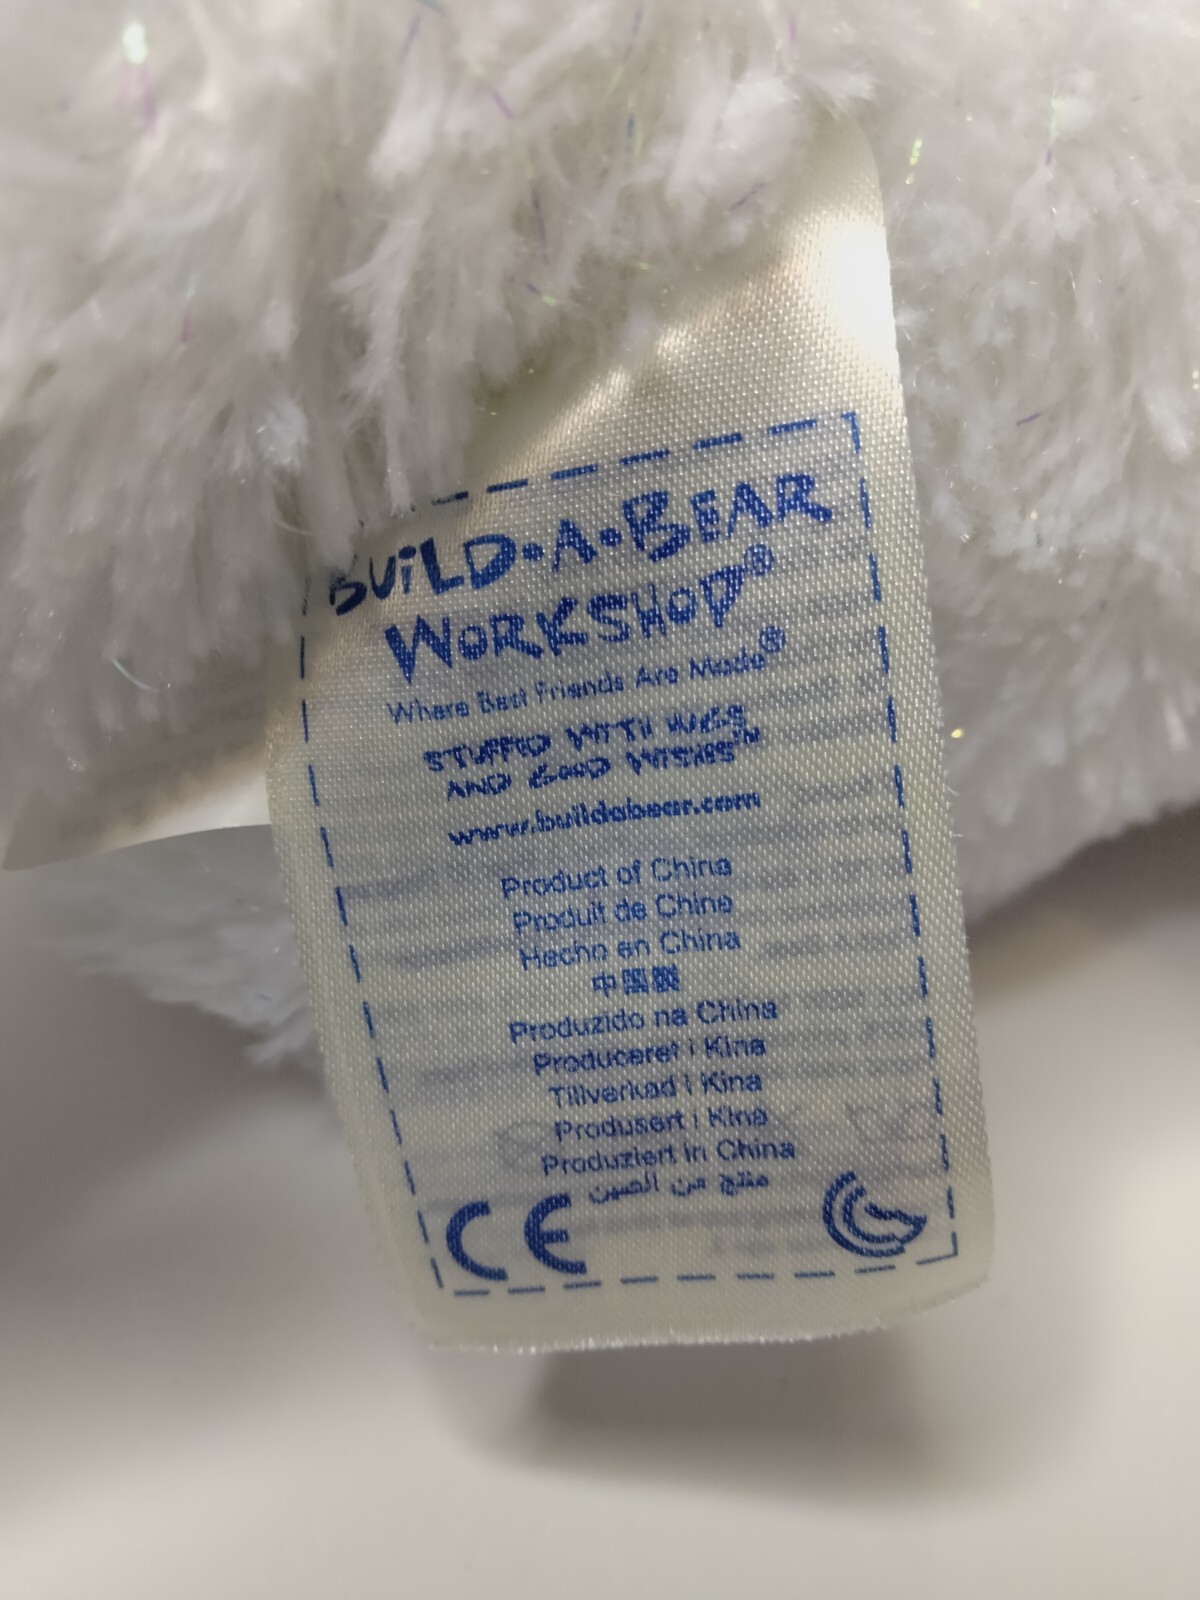 BUILD-A-BEAR
WORKSHOP®
Where Best Friends Are Made®
STUFFED WITH HUGS
AND GOOD WISHES™
www.buildabear.com
Product of China
Produit de Chine
Hecho en China
中国製
Produzido na China
Produceret i Kina
Tillverkad i Kina
Produsert i Kina
Produziert in China
منتج من الصين
CE